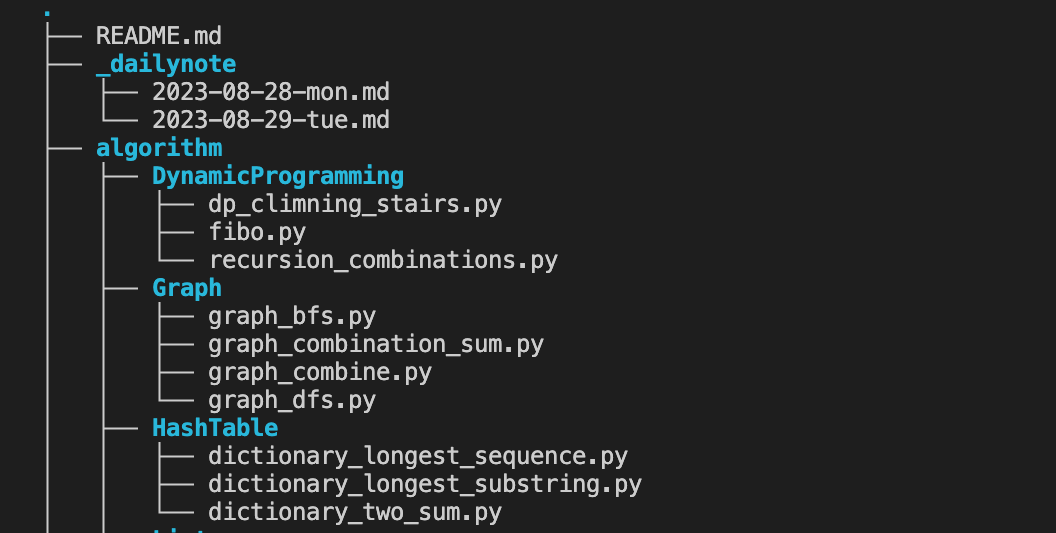 .
├── README.md
├── _dailynote
│   ├── 2023-08-28-mon.md
│   └── 2023-08-29-tue.md
├── algorithm
│   ├── DynamicProgramming
│   │   ├── dp_climning_stairs.py
│   │   ├── fibo.py
│   │   └── recursion_combinations.py
│   ├── Graph
│   │   ├── graph_bfs.py
│   │   ├── graph_combination_sum.py
│   │   ├── graph_combine.py
│   │   └── graph_dfs.py
│   ├── HashTable
│   │   ├── dictionary_longest_sequence.py
│   │   ├── dictionary_longest_substring.py
│   │   └── dictionary_two_sum.py